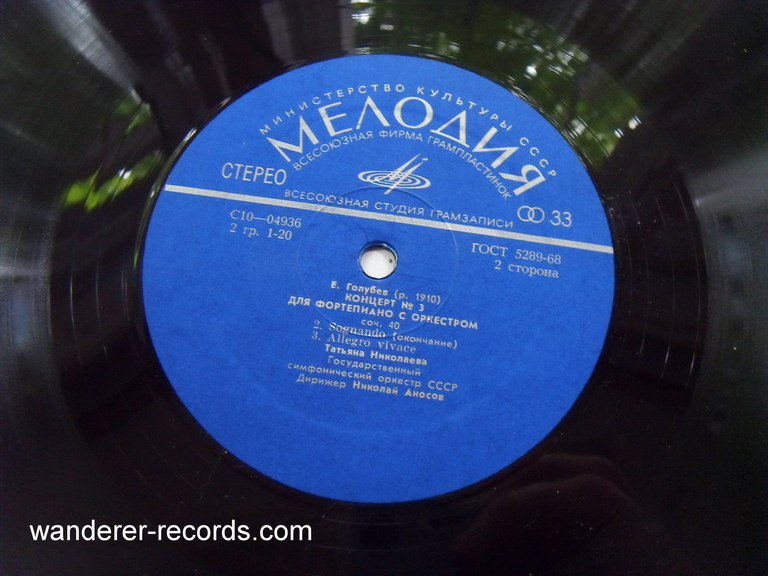 МИНИСТЕРСТВО КУЛЬТУРЫ СССР
МЕЛОДИЯ
ВСЕСОЮЗНАЯ ФИРМА ГРАМПЛАСТИНОК
СТЕРЕО
33
ВСЕСОЮЗНАЯ СТУДИЯ ГРАМЗАПИСИ
С10—04936
2 гр. 1-20
ГОСТ 5289-68
2 сторона
Е. Голубев (р. 1910)
КОНЦЕРТ № 3
ДЛЯ ФОРТЕПИАНО С ОРКЕСТРОМ
соч. 40
2. Sognando (окончание)
3. Allegro vivace
Татьяна Николаева
Государственный
симфонический оркестр СССР
Дирижер Николай Аносов
wanderer-records.com